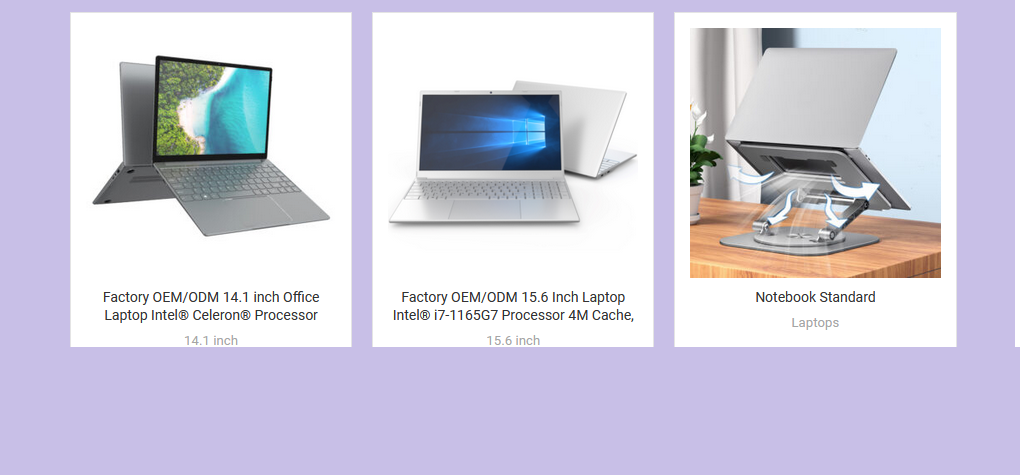 Factory OEM/ODM 14.1 inch Office
Laptop Intel® Celeron® Processor
14.1 inch
Factory OEM/ODM 15.6 Inch Laptop
Intel® i7-1165G7 Processor 4M Cache,
15.6 inch
Notebook Standard
Laptops